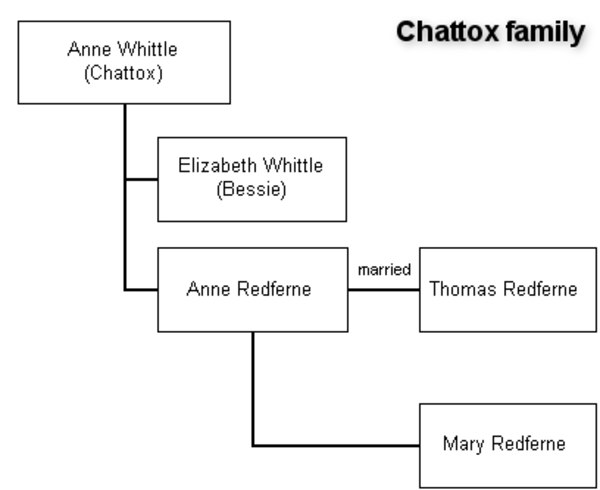 Chattox family
Anne Whittle
(Chattox)
Elizabeth Whittle
(Bessie)
Anne Redferne
married
Thomas Redferne
Mary Redferne